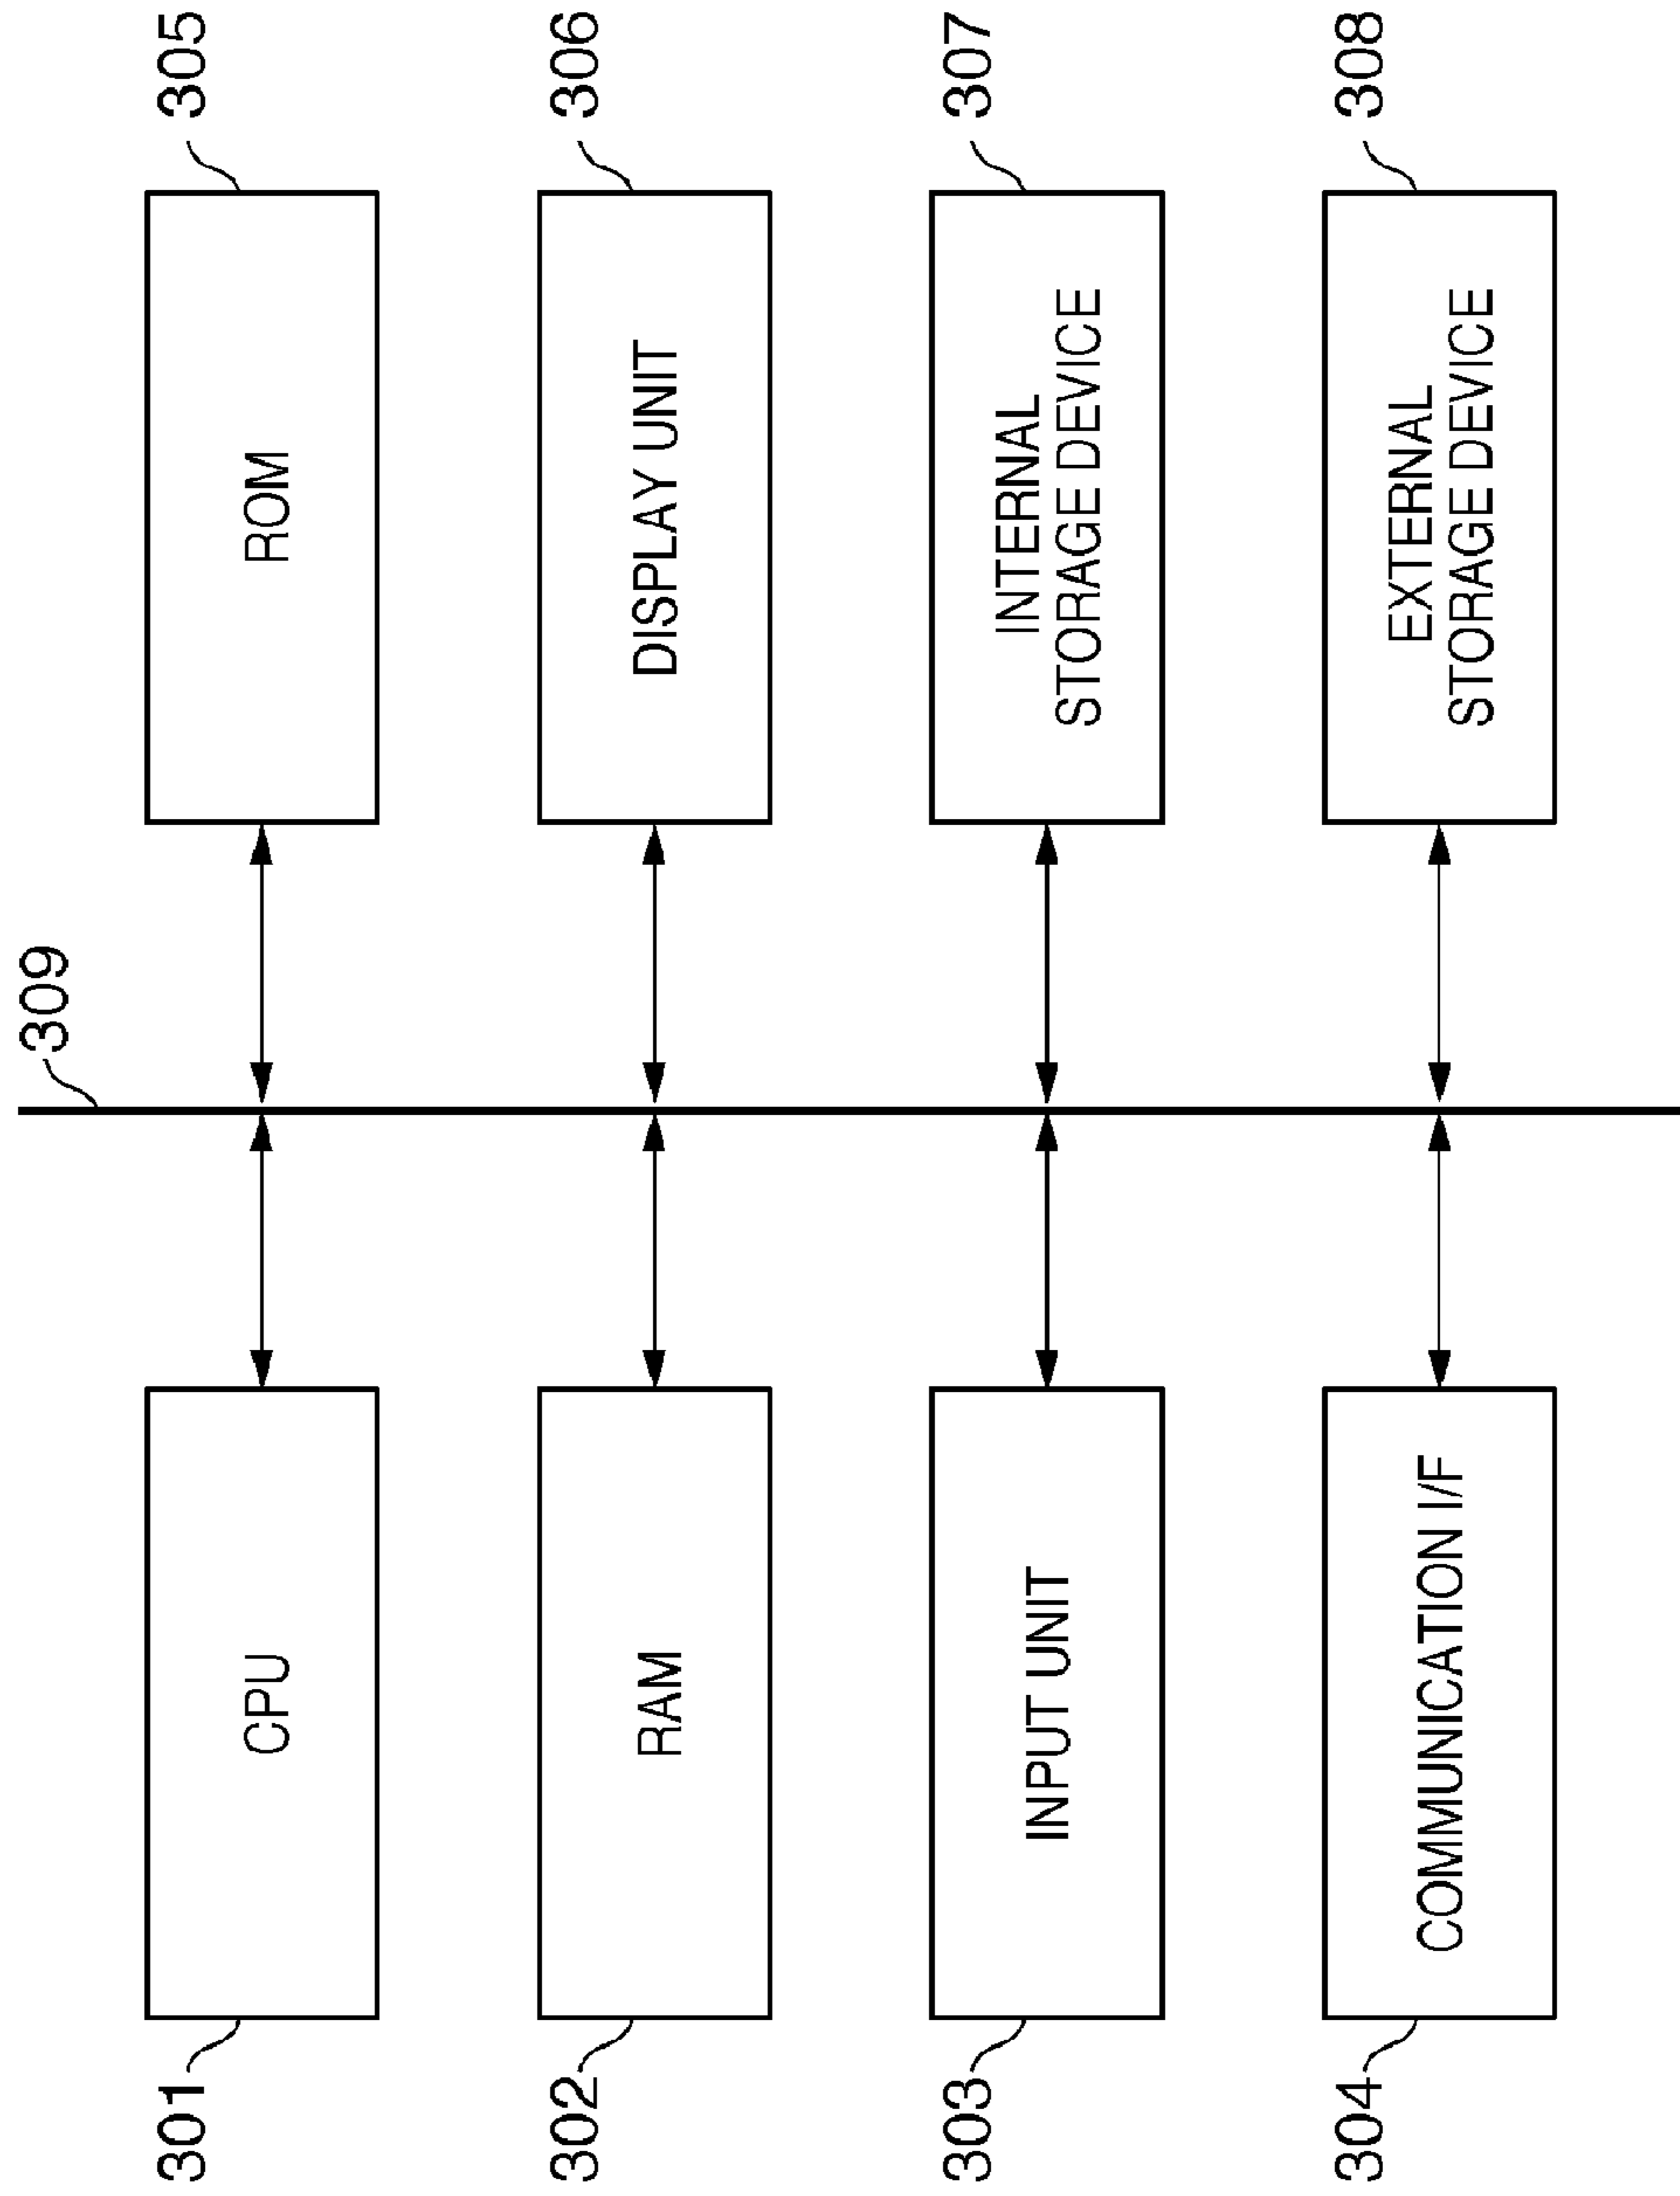 309
301
CPU
ROM
305
302
RAM
DISPLAY UNIT
306
303
INPUT UNIT
INTERNAL
STORAGE DEVICE
307
304
COMMUNICATION I/F
EXTERNAL
STORAGE DEVICE
308